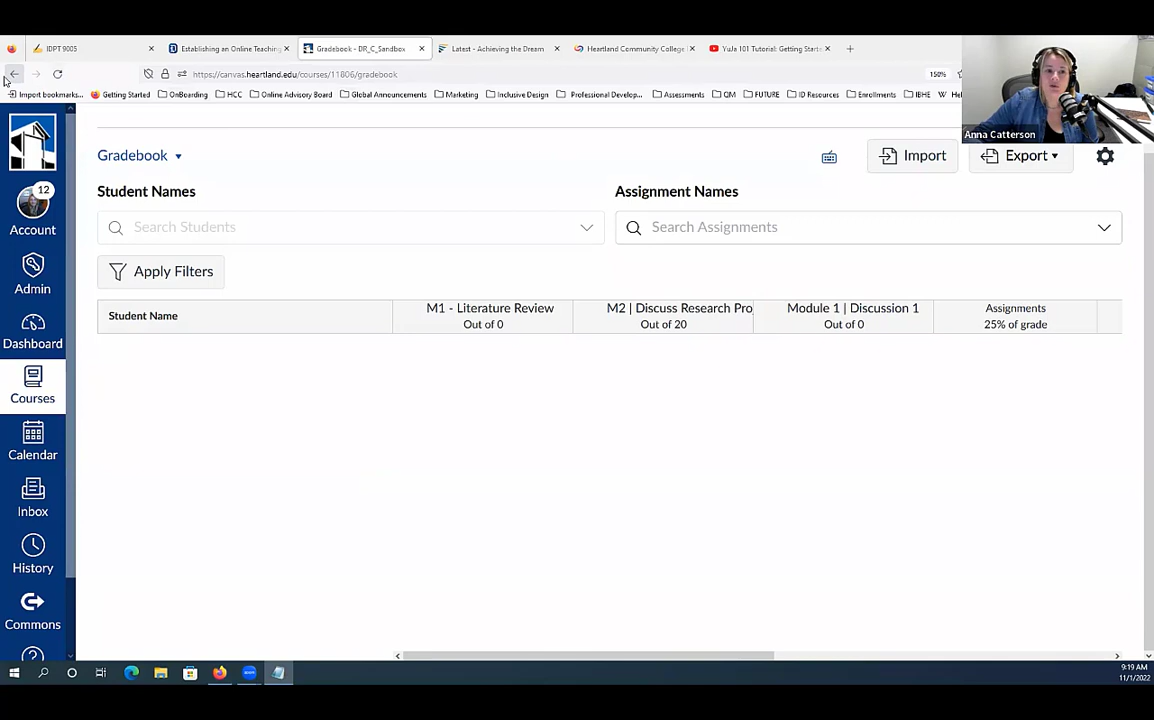 IDPT 9005
Establishing an Online Teaching
Gradebook - DR_C_Sandbox
Latest - Achieving the Dream
Heartland Community College
YuJa 101 Tutorial: Getting Starte
https://canvas.heartland.edu/courses/11806/gradebook
150%
Import bookmarks...
Getting Started
OnBoarding
HCC
Online Advisory Board
Global Announcements
Marketing
Inclusive Design
Professional Develop...
Assessments
QM
FUTURE
ID Resources
Enrollments
IBHE
W Hel
Anna Catterson
Gradebook
Import
Export
Student Names
Assignment Names
Search Students
Search Assignments
Apply Filters
Student Name
M1 - Literature Review
Out of 0
M2 | Discuss Research Pro
Out of 20
Module 1 | Discussion 1
Out of 0
Assignments
25% of grade
12
Account
Admin
Dashboard
Courses
Calendar
Inbox
History
Commons
zoom
9:19 AM
11/1/2022